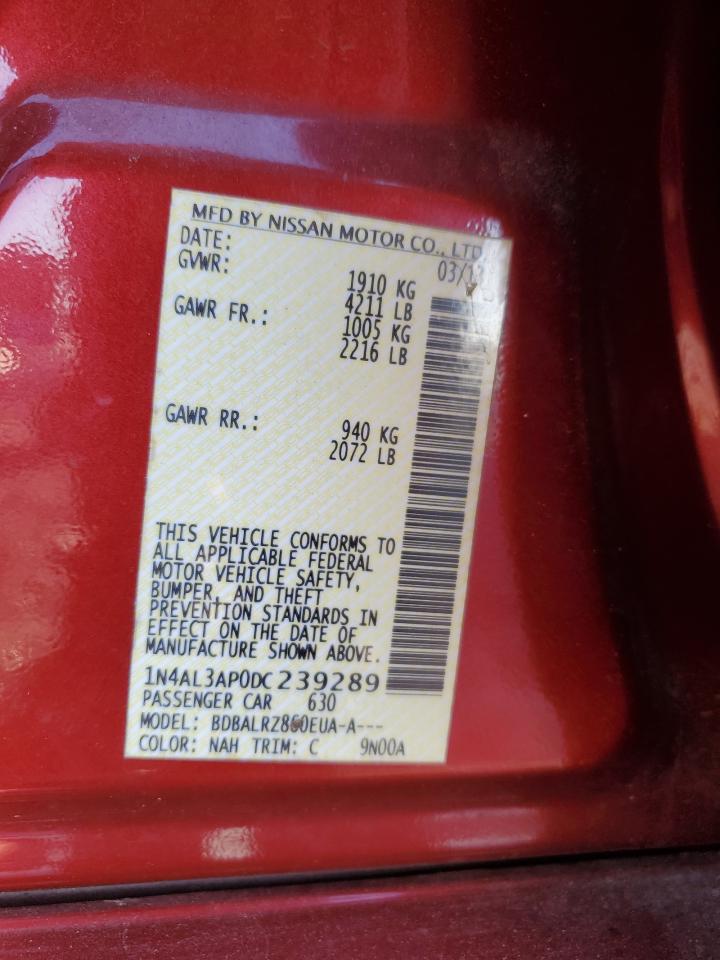 MFD BY NISSAN MOTOR CO., LTD
DATE:
GVWR: 1910 KG
4211 LB
GAWR FR.: 1005 KG
2216 LB
GAWR RR.: 940 KG
2072 LB
THIS VEHICLE CONFORMS TO
ALL APPLICABLE FEDERAL
MOTOR VEHICLE SAFETY,
BUMPER, AND THEFT
PREVENTION STANDARDS IN
EFFECT ON THE DATE OF
MANUFACTURE SHOWN ABOVE.
1N4AL3AP0DC239289
PASSENGER CAR 630
MODEL: BDBALRZ860EUA-A---
COLOR: NAH TRIM: C 9N00A